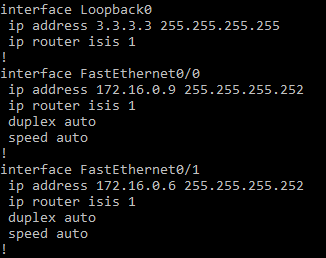 interface Loopback0
 ip address 3.3.3.3 255.255.255.255
 ip router isis 1
!
interface FastEthernet0/0
 ip address 172.16.0.9 255.255.255.252
 ip router isis 1
 duplex auto
 speed auto
!
interface FastEthernet0/1
 ip address 172.16.0.6 255.255.255.252
 ip router isis 1
 duplex auto
 speed auto
!